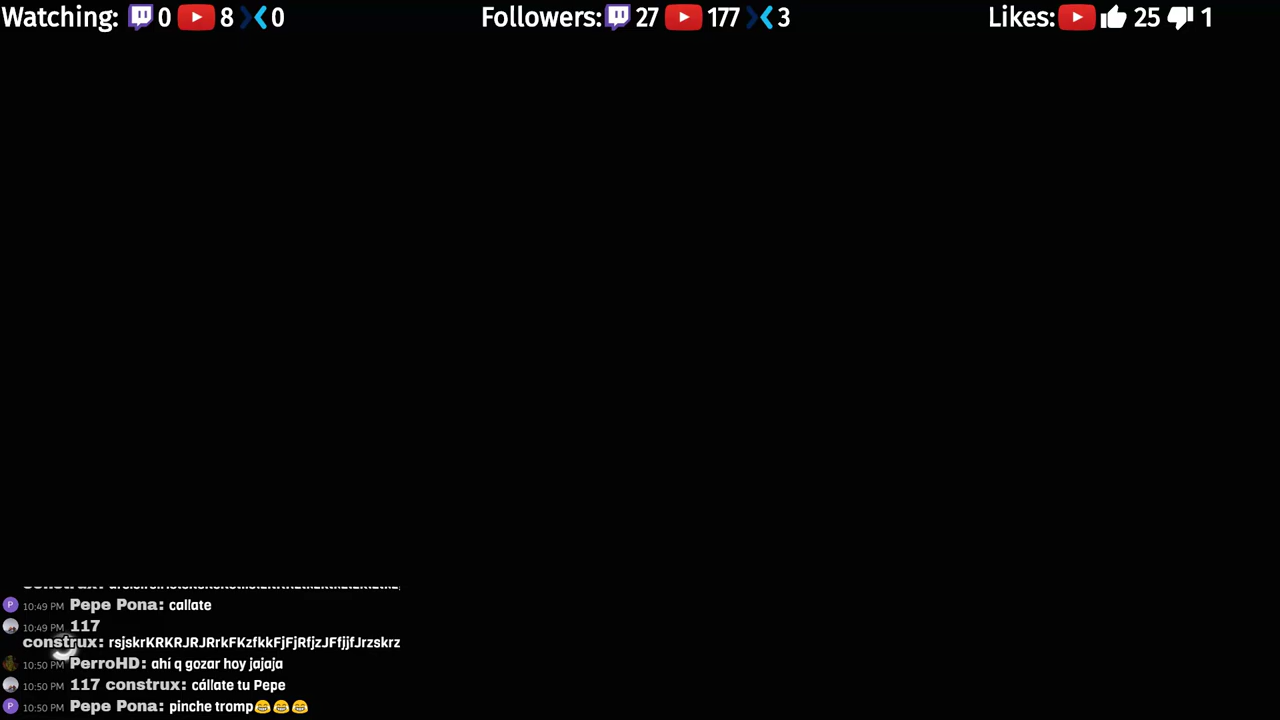 Watching: 0 8 0 Followers: 27 177 3 Likes: 25 1
10:49 PM Pepe Pona: callate
10:49 PM 117
construx: rsjskrKRKRJRJRrkFKzfkkFjFjRfjzJFfjjfJrzskrz
10:50 PM PerroHD: ahí q gozar hoy jajaja
10:50 PM 117 construx: cállate tu Pepe
10:50 PM Pepe Pona: pinche tromp😂😂😂